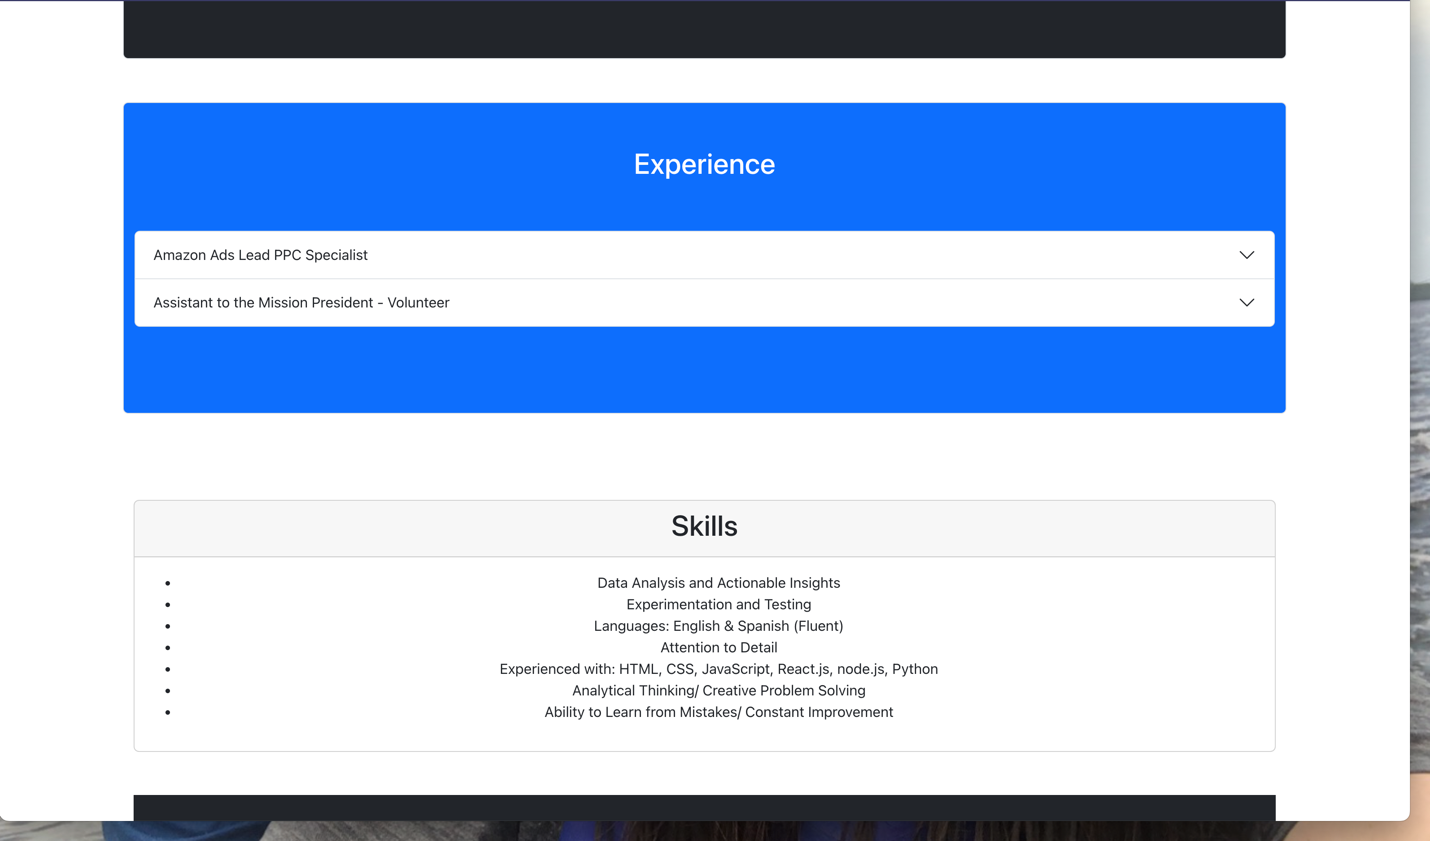 Experience
Amazon Ads Lead PPC Specialist
Assistant to the Mission President - Volunteer
Skills
• Data Analysis and Actionable Insights
• Experimentation and Testing
• Languages: English & Spanish (Fluent)
• Attention to Detail
• Experienced with: HTML, CSS, JavaScript, React.js, node.js, Python
• Analytical Thinking/ Creative Problem Solving
• Ability to Learn from Mistakes/ Constant Improvement